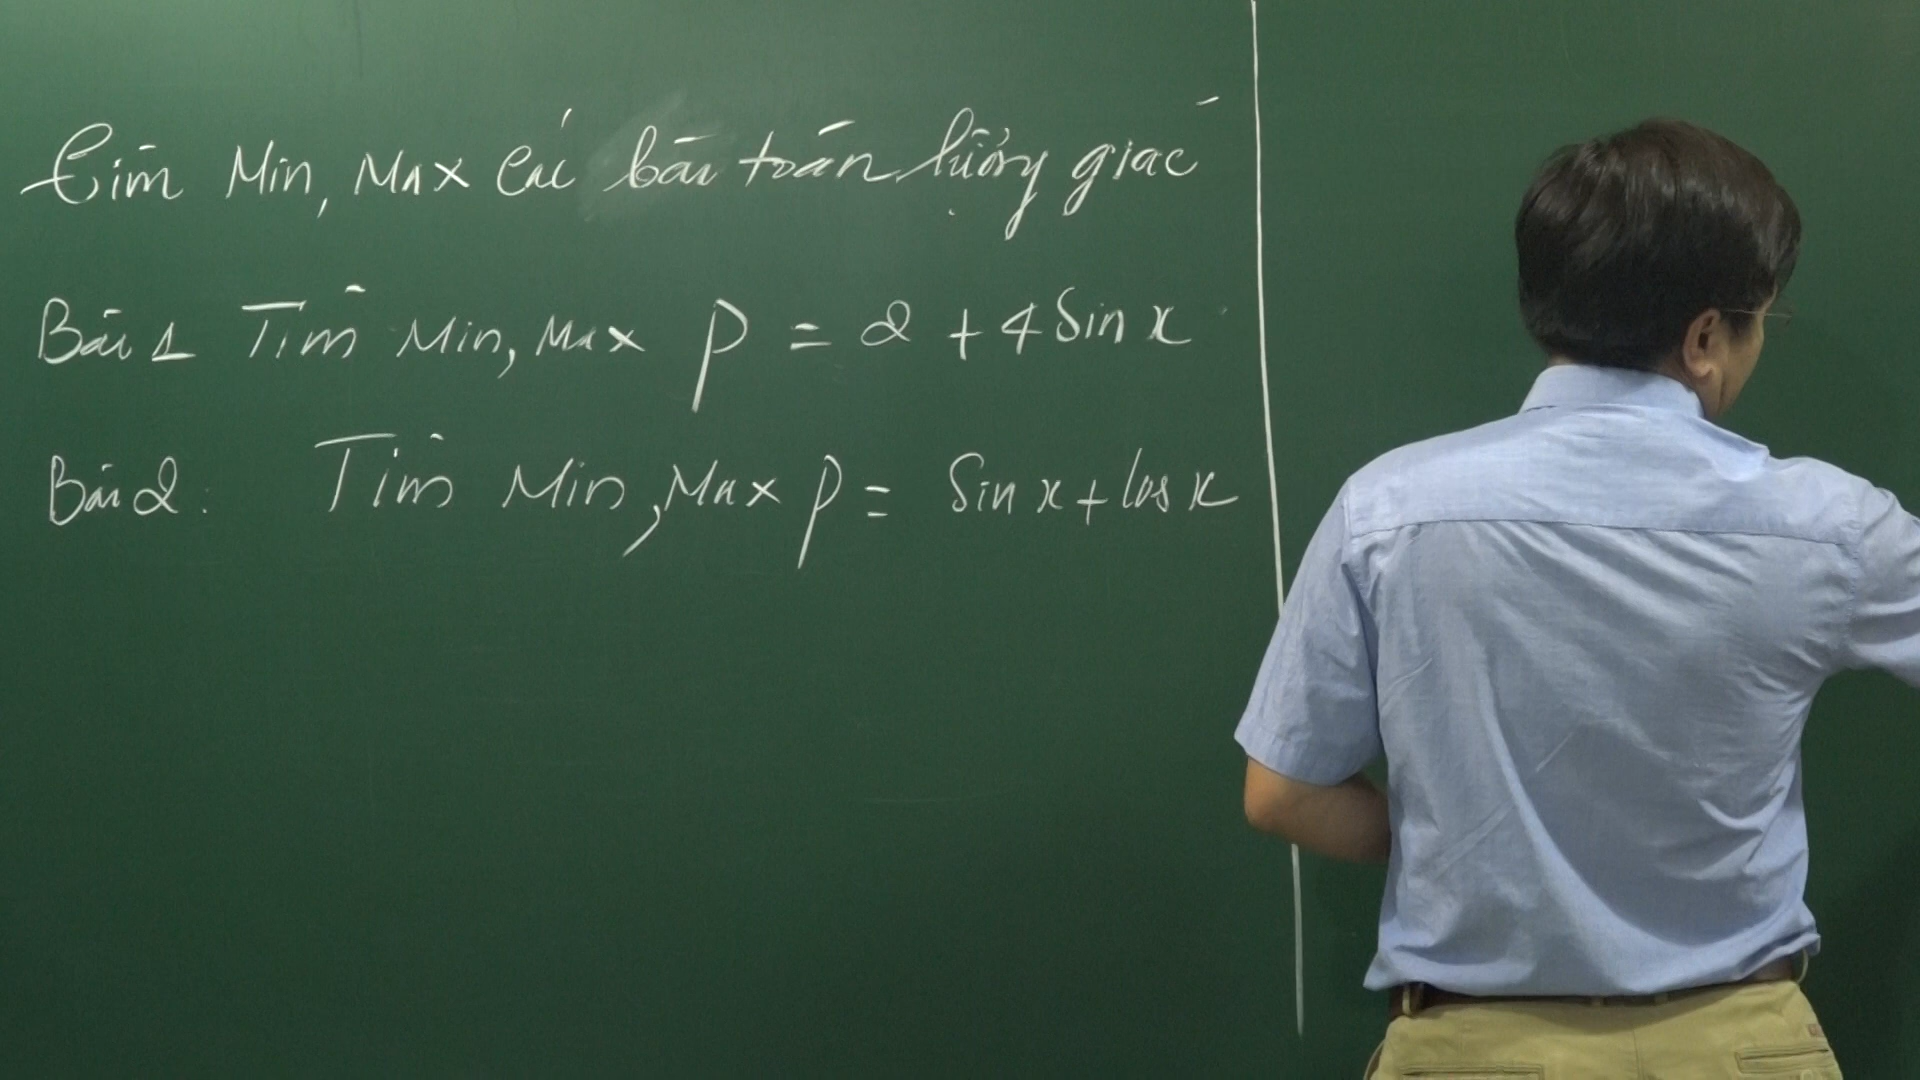 Tìm Min, Max các bài toán lượng giác
Bài 1 Tìm Min, Max P = 2 + 4 Sin x
Bài 2: Tìm Min, Max P = Sin x + Cos x